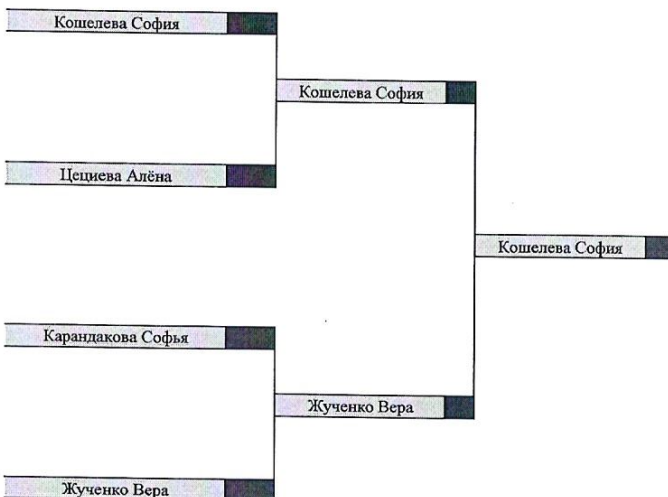 Кошелева София
Кошелева София
Цециева Алёна
Кошелева София
Карандакова Софья
Жученко Вера
Жученко Вера